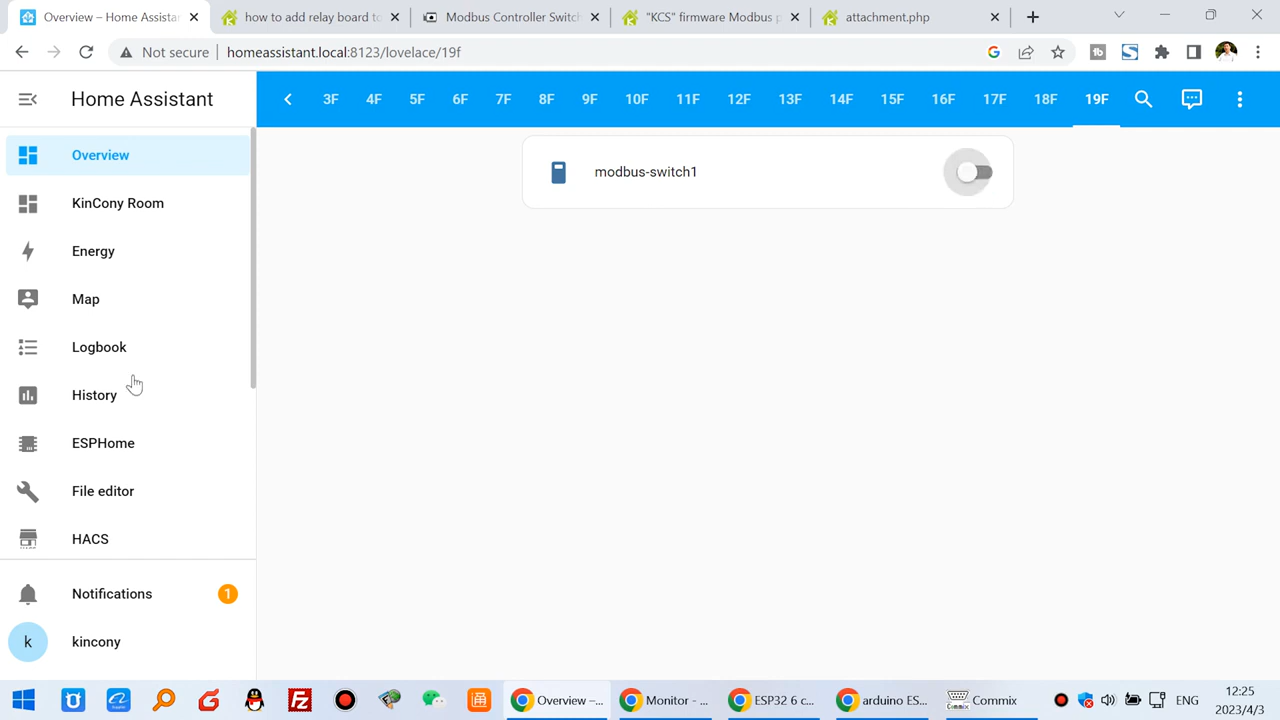 Overview – Home Assistant
how to add relay board to
Modbus Controller Switch
"KCS" firmware Modbus p
attachment.php
Not secure
homeassistant.local:8123/lovelace/19f
Home Assistant
3F 4F 5F 6F 7F 8F 9F 10F 11F 12F 13F 14F 15F 16F 17F 18F 19F
Overview
modbus-switch1
KinCony Room
Energy
Map
Logbook
History
ESPHome
File editor
HACS
Notifications
1
k
kincony
Overview –...
Monitor - ...
ESP32 6 c...
arduino ES...
Commix
ENG
12:25
2023/4/3